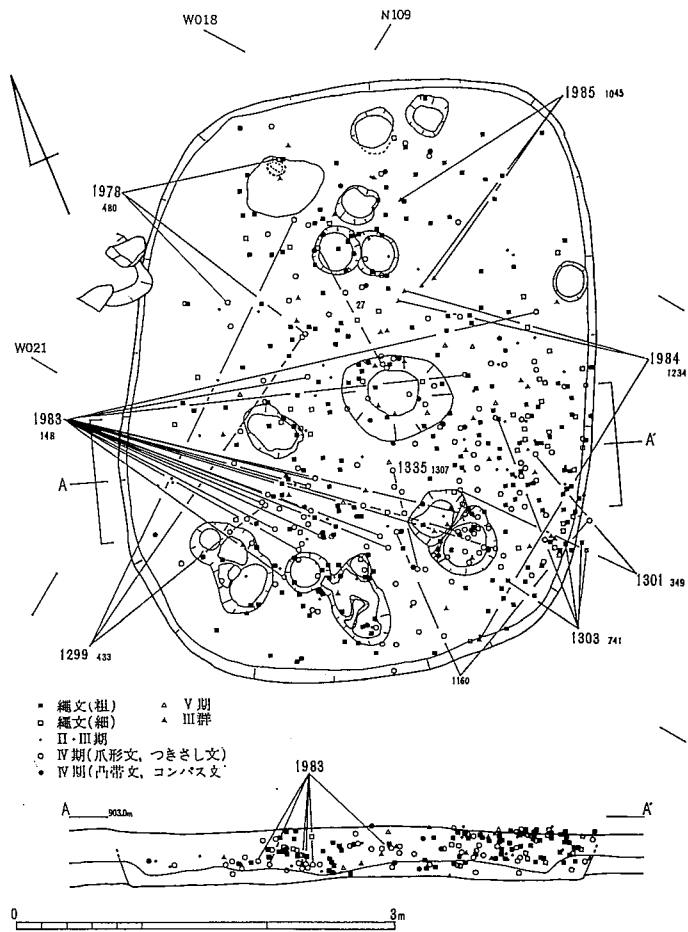 W018
N109
1985 1045
1978
480
27
W021
1984
1234
1983
148
A
A'
1335 1307
1301 349
1303 741
1299 433
1160
■ 縄文(粗) △ V期
□ 縄文(細) ▲ III群
・ II・III期
○ IV期(爪形文, つきさし文)
● IV期(凸帯文, コンパス文
1983
A 903.0m A'
0 3m